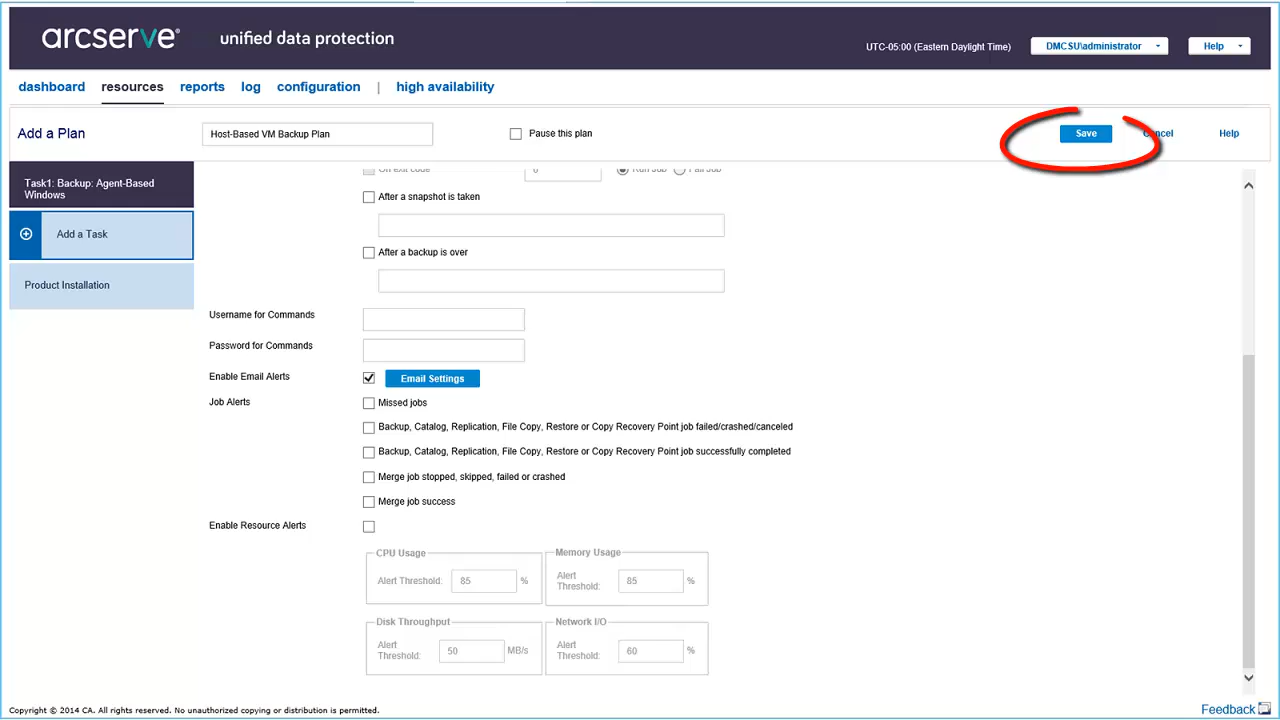 arcserve® unified data protection
UTC-05:00 (Eastern Daylight Time) DMCSU\administrator Help
dashboard resources reports log configuration | high availability
Add a Plan Host-Based VM Backup Plan Pause this plan Save Cancel Help
Task1: Backup: Agent-Based
Windows
Add a Task
Product Installation
On exit code 0 Run Job Fail Job
After a snapshot is taken
After a backup is over
Username for Commands
Password for Commands
Enable Email Alerts Email Settings
Job Alerts Missed jobs
Backup, Catalog, Replication, File Copy, Restore or Copy Recovery Point job failed/crashed/canceled
Backup, Catalog, Replication, File Copy, Restore or Copy Recovery Point job successfully completed
Merge job stopped, skipped, failed or crashed
Merge job success
Enable Resource Alerts
CPU Usage
Alert Threshold: 85 %
Memory Usage
Alert
Threshold: 85 %
Disk Throughput
Alert
Threshold: 50 MB/s
Network I/O
Alert
Threshold: 60 %
Copyright © 2014 CA. All rights reserved. No unauthorized copying or distribution is permitted.
Feedback